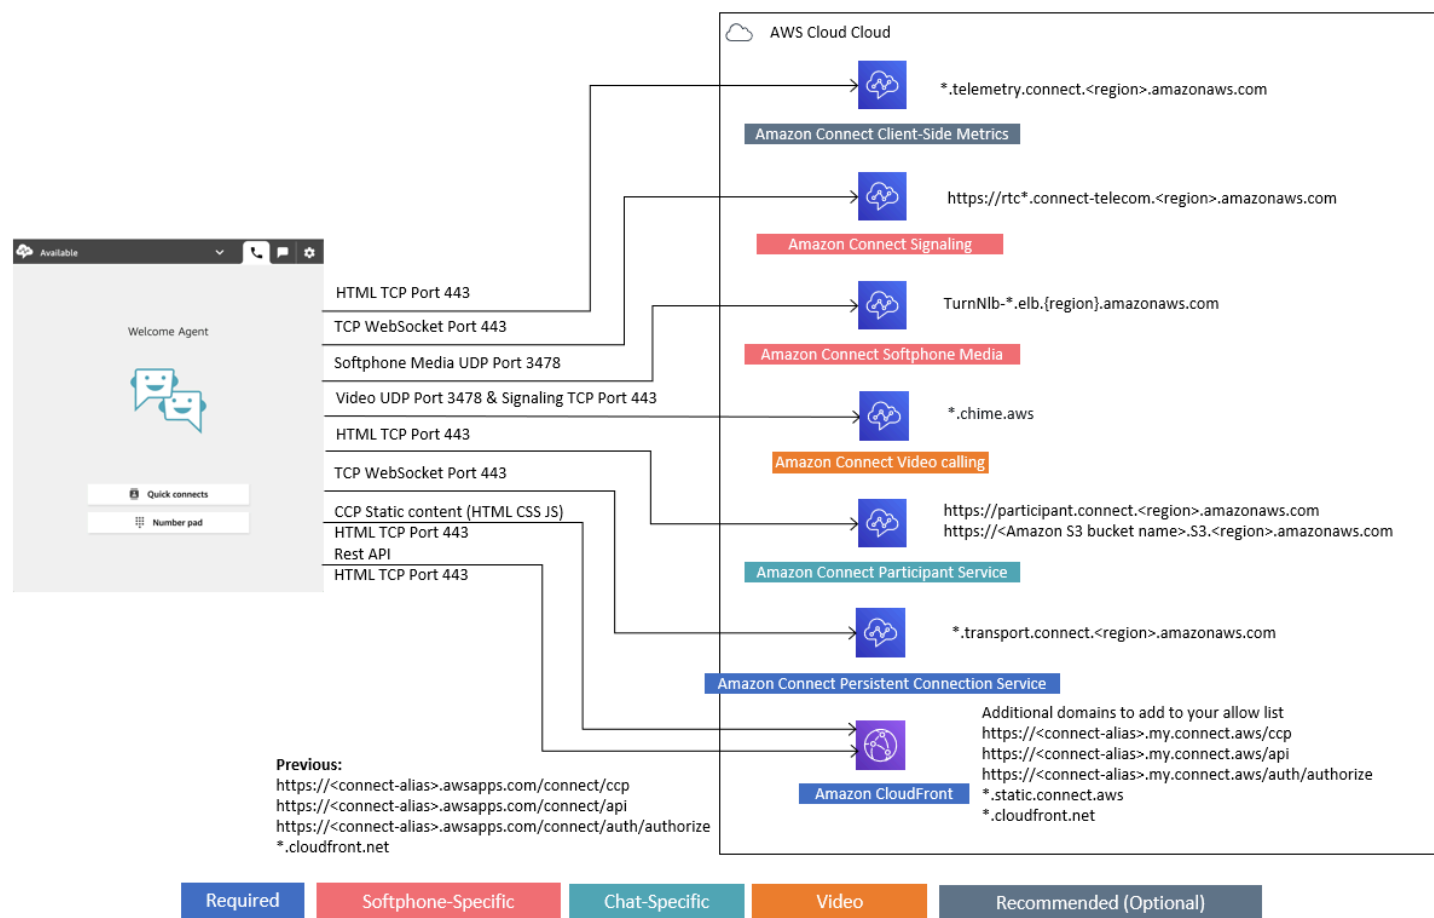 AWS Cloud Cloud
*.telemetry.connect.<region>.amazonaws.com
Amazon Connect Client-Side Metrics
https://rtc*.connect-telecom.<region>.amazonaws.com
Amazon Connect Signaling
Available
HTML TCP Port 443
TurnNlb-*.elb.{region}.amazonaws.com
Welcome Agent
TCP WebSocket Port 443
Amazon Connect Softphone Media
Softphone Media UDP Port 3478
Video UDP Port 3478 & Signaling TCP Port 443
*.chime.aws
HTML TCP Port 443
Amazon Connect Video calling
TCP WebSocket Port 443
Quick connects
Number pad
CCP Static content (HTML CSS JS)
HTML TCP Port 443
Rest API
HTML TCP Port 443
https://participant.connect.<region>.amazonaws.com
https://<Amazon S3 bucket name>.S3.<region>.amazonaws.com
Amazon Connect Participant Service
*.transport.connect.<region>.amazonaws.com
Amazon Connect Persistent Connection Service
Additional domains to add to your allow list
https://<connect-alias>.my.connect.aws/ccp
https://<connect-alias>.my.connect.aws/api
https://<connect-alias>.my.connect.aws/auth/authorize
*.static.connect.aws
*.cloudfront.net
Amazon CloudFront
Previous:
https://<connect-alias>.awsapps.com/connect/ccp
https://<connect-alias>.awsapps.com/connect/api
https://<connect-alias>.awsapps.com/connect/auth/authorize
*.cloudfront.net
Required
Softphone-Specific
Chat-Specific
Video
Recommended (Optional)